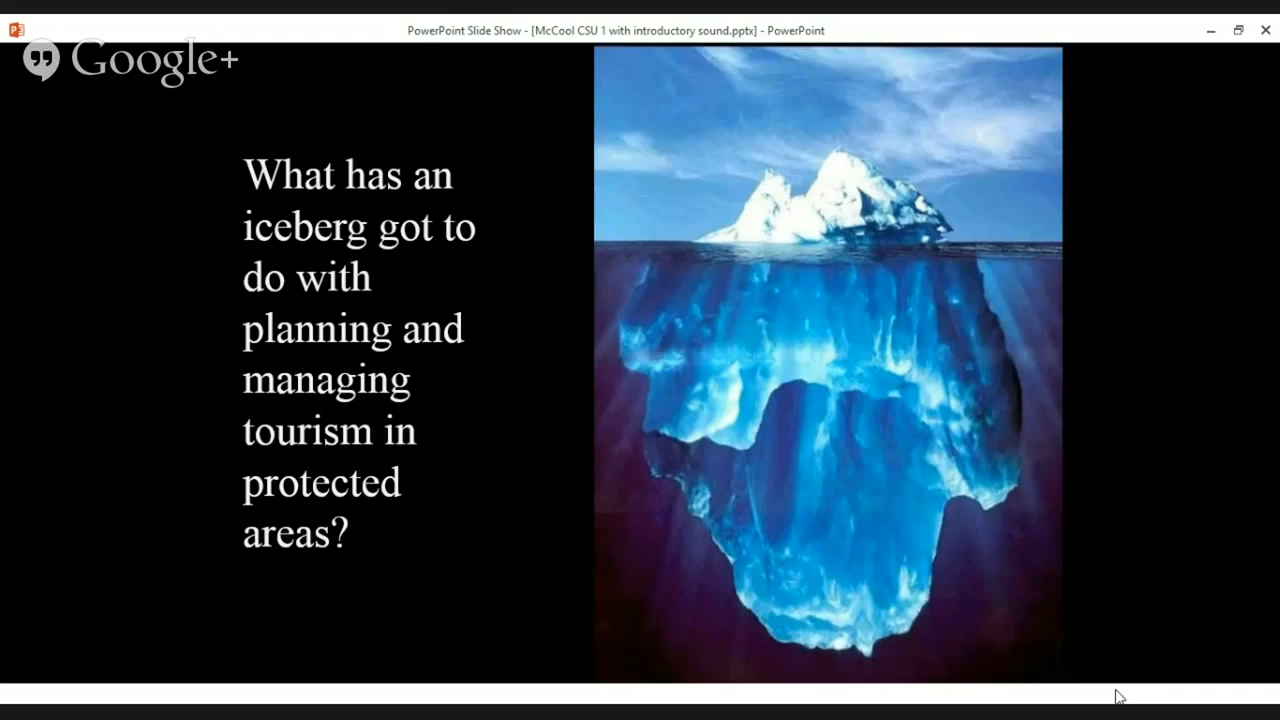 PowerPoint Slide Show - [McCool CSU 1 with introductory sound.pptx] - PowerPoint
Google+
What has an
iceberg got to
do with
planning and
managing
tourism in
protected
areas?